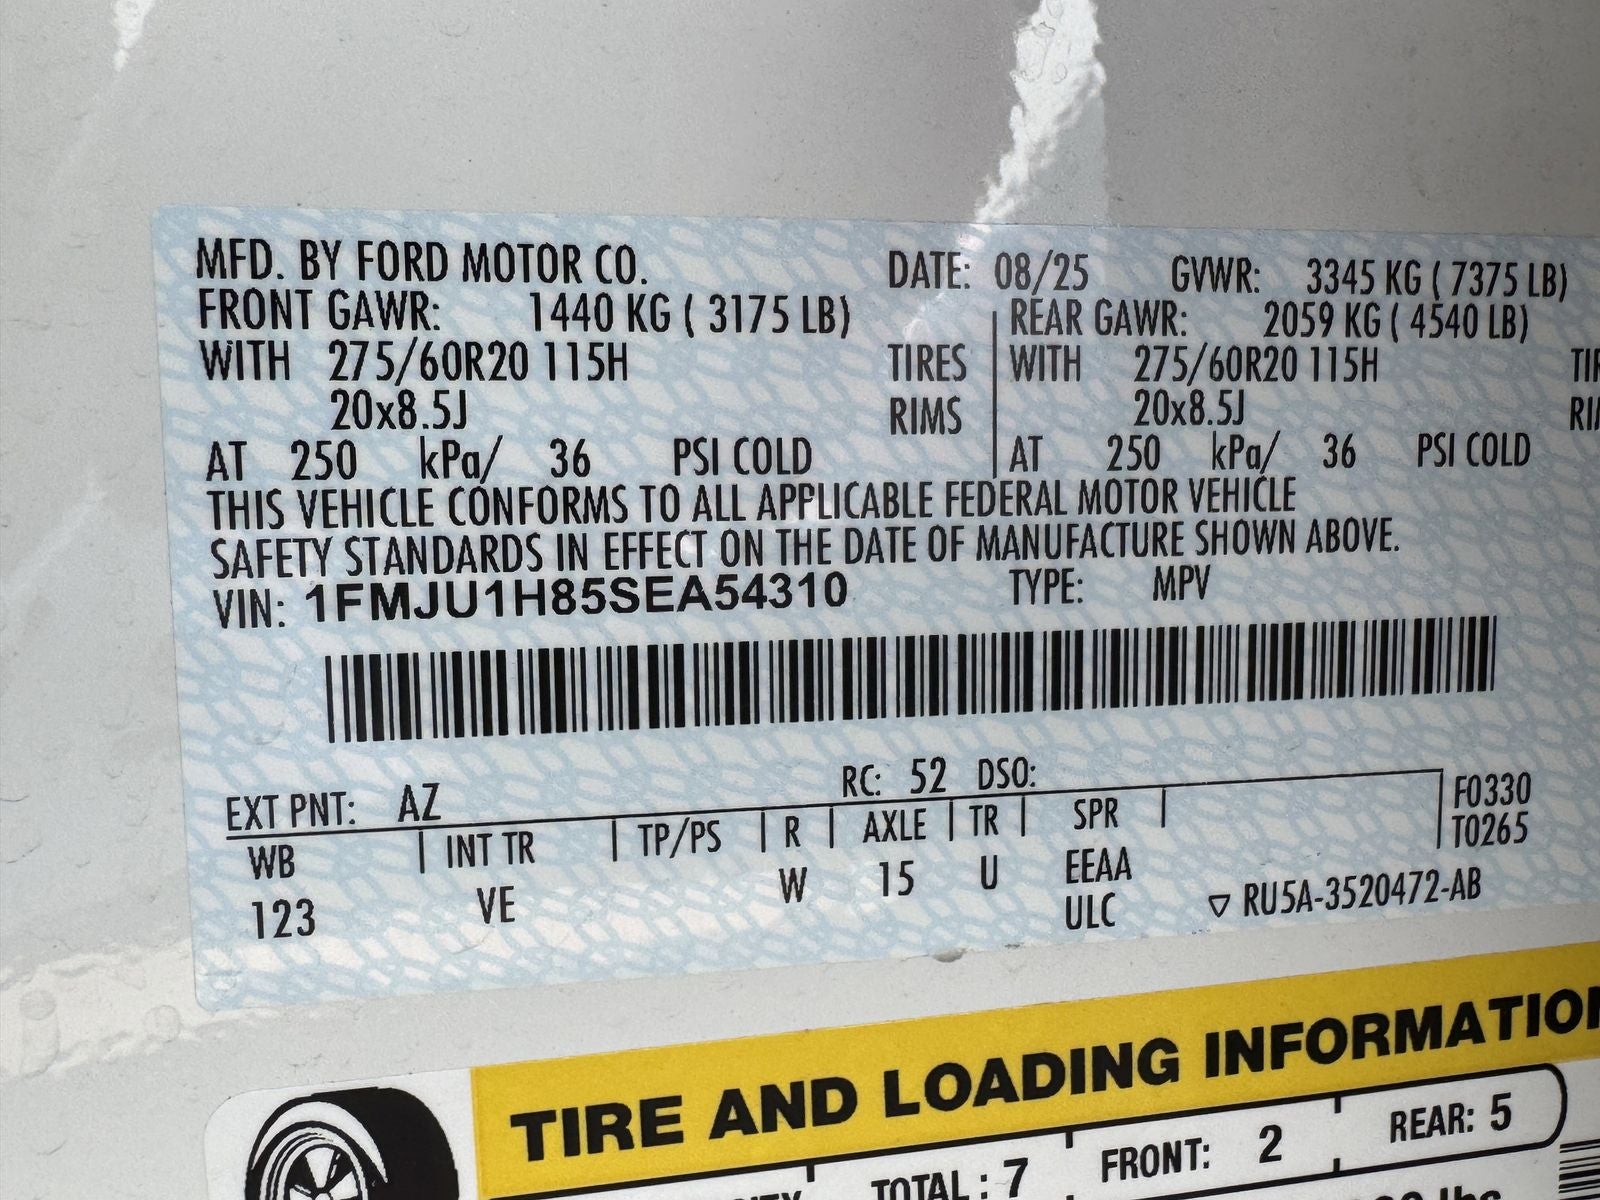 MFD. BY FORD MOTOR CO. DATE: 08/25 GVWR: 3345 KG ( 7375 LB)
FRONT GAWR: 1440 KG ( 3175 LB) REAR GAWR: 2059 KG ( 4540 LB)
WITH 275/60R20 115H TIRES WITH 275/60R20 115H
20x8.5J RIMS 20x8.5J
AT 250 kPa/ 36 PSI COLD AT 250 kPa/ 36 PSI COLD
THIS VEHICLE CONFORMS TO ALL APPLICABLE FEDERAL MOTOR VEHICLE
SAFETY STANDARDS IN EFFECT ON THE DATE OF MANUFACTURE SHOWN ABOVE.
VIN: 1FMJU1H85SEA54310 TYPE: MPV
EXT PNT: AZ RC: 52 DSO:
WB INT TR TP/PS R AXLE TR SPR F0330
T0265
123 VE W 15 U EEAA
ULC ▽ RU5A-3520472-AB
TIRE AND LOADING INFORMATION
TOTAL : 7 FRONT: 2 REAR: 5